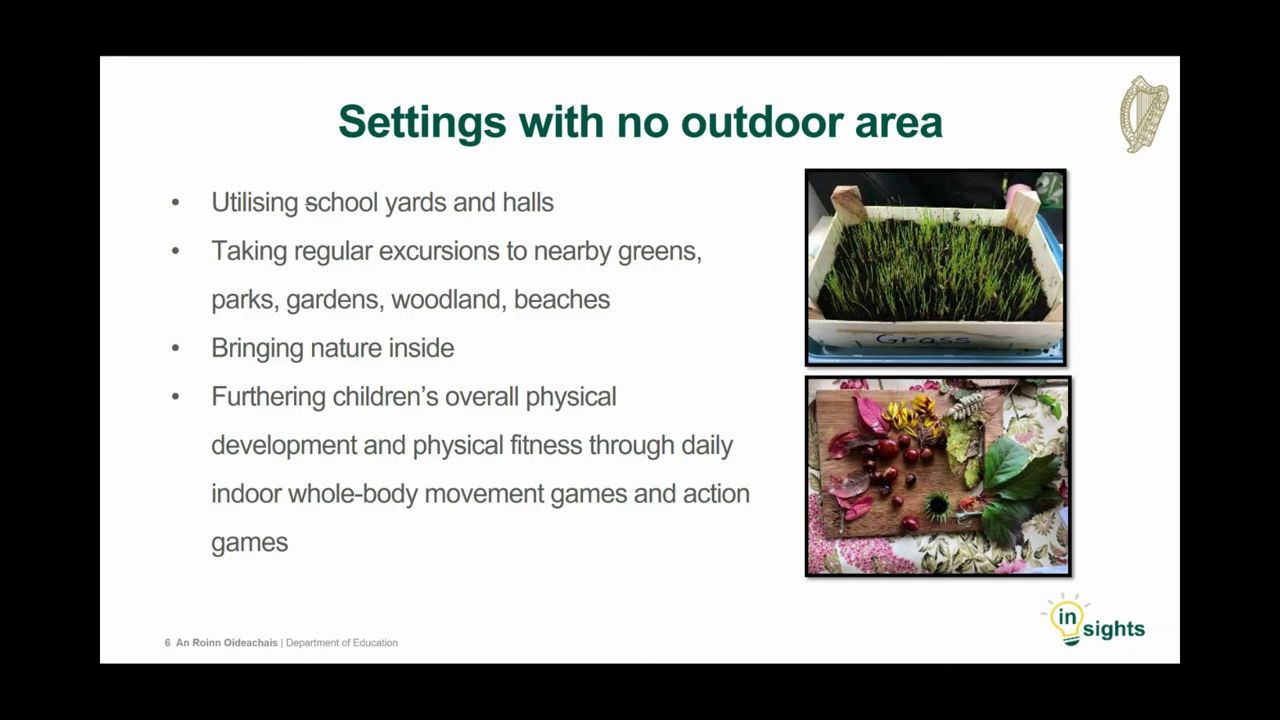 Settings with no outdoor area
• Utilising school yards and halls
• Taking regular excursions to nearby greens,
parks, gardens, woodland, beaches
• Bringing nature inside
• Furthering children’s overall physical
development and physical fitness through daily
indoor whole-body movement games and action
games
Grass
6 An Roinn Oideachais | Department of Education
insights